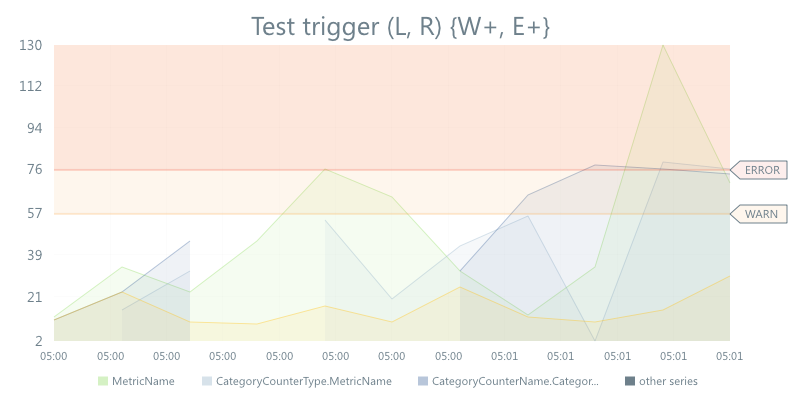 Test trigger (L, R) {W+, E+}
130
112
94
76
57
39
21
2
ERROR
WARN
05:00 05:00 05:00 05:00 05:00 05:00 05:00 05:00 05:01 05:01 05:01 05:01 05:01
MetricName CategoryCounterType.MetricName CategoryCounterName.Categor... other series